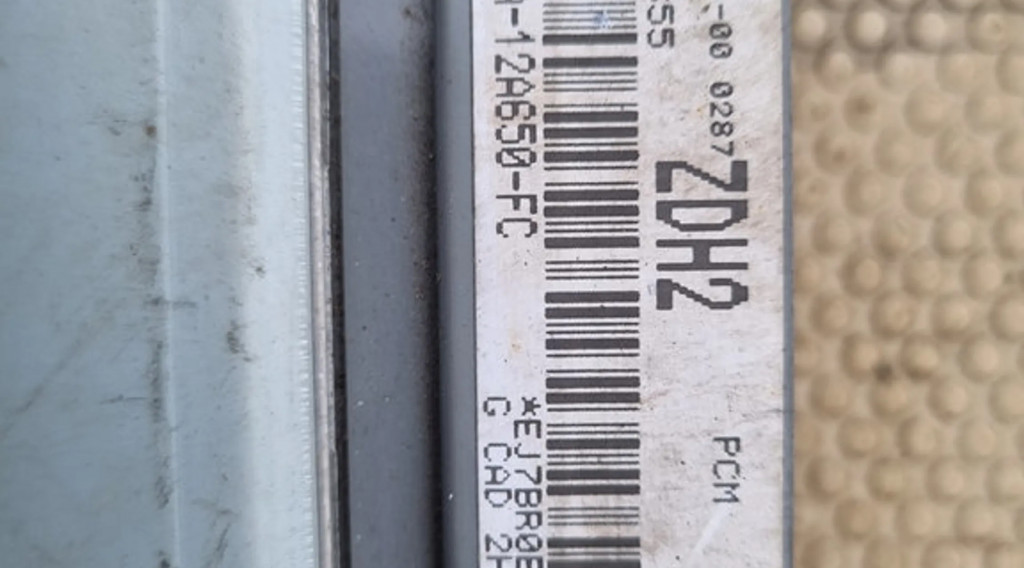 -00 0287
ZDH2
PCM
55
-12A650-FC
*EJ7BR0E
G CAD 2H